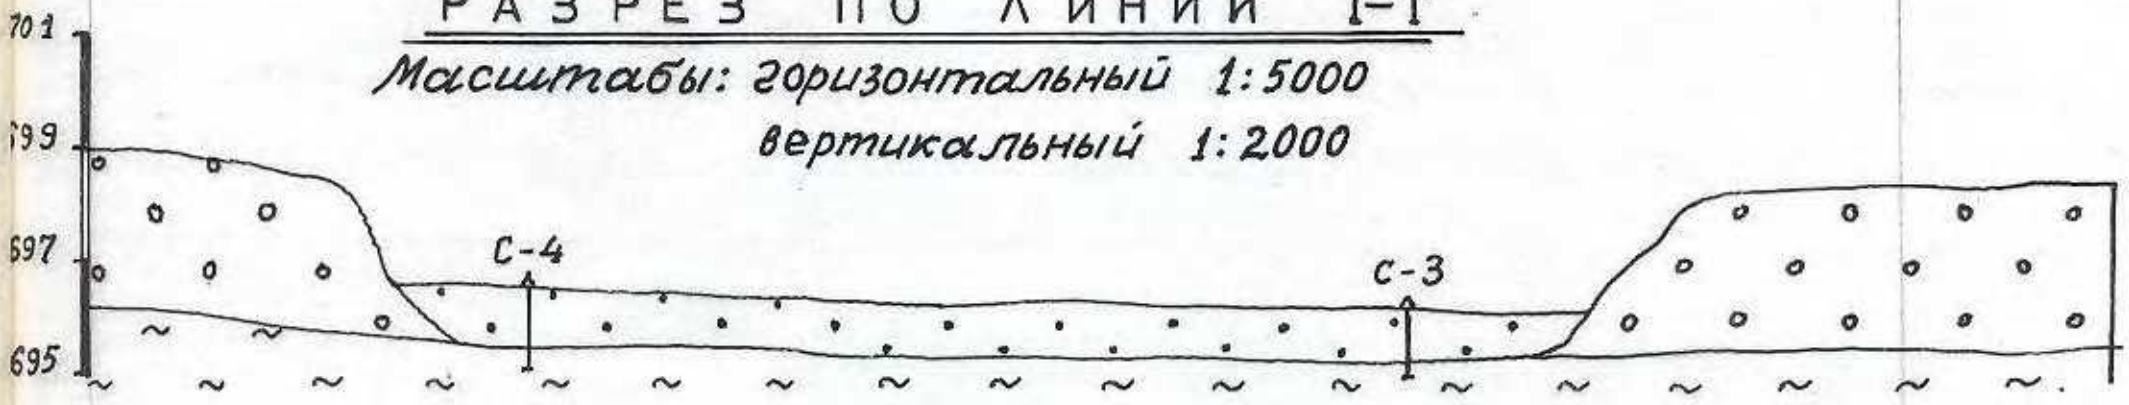 РАЗРЕЗ ПО ЛИНИИ I-I
701
Масштабы: горизонтальный 1:5000
вертикальный 1:2000
699
697
695
С-4
С-3